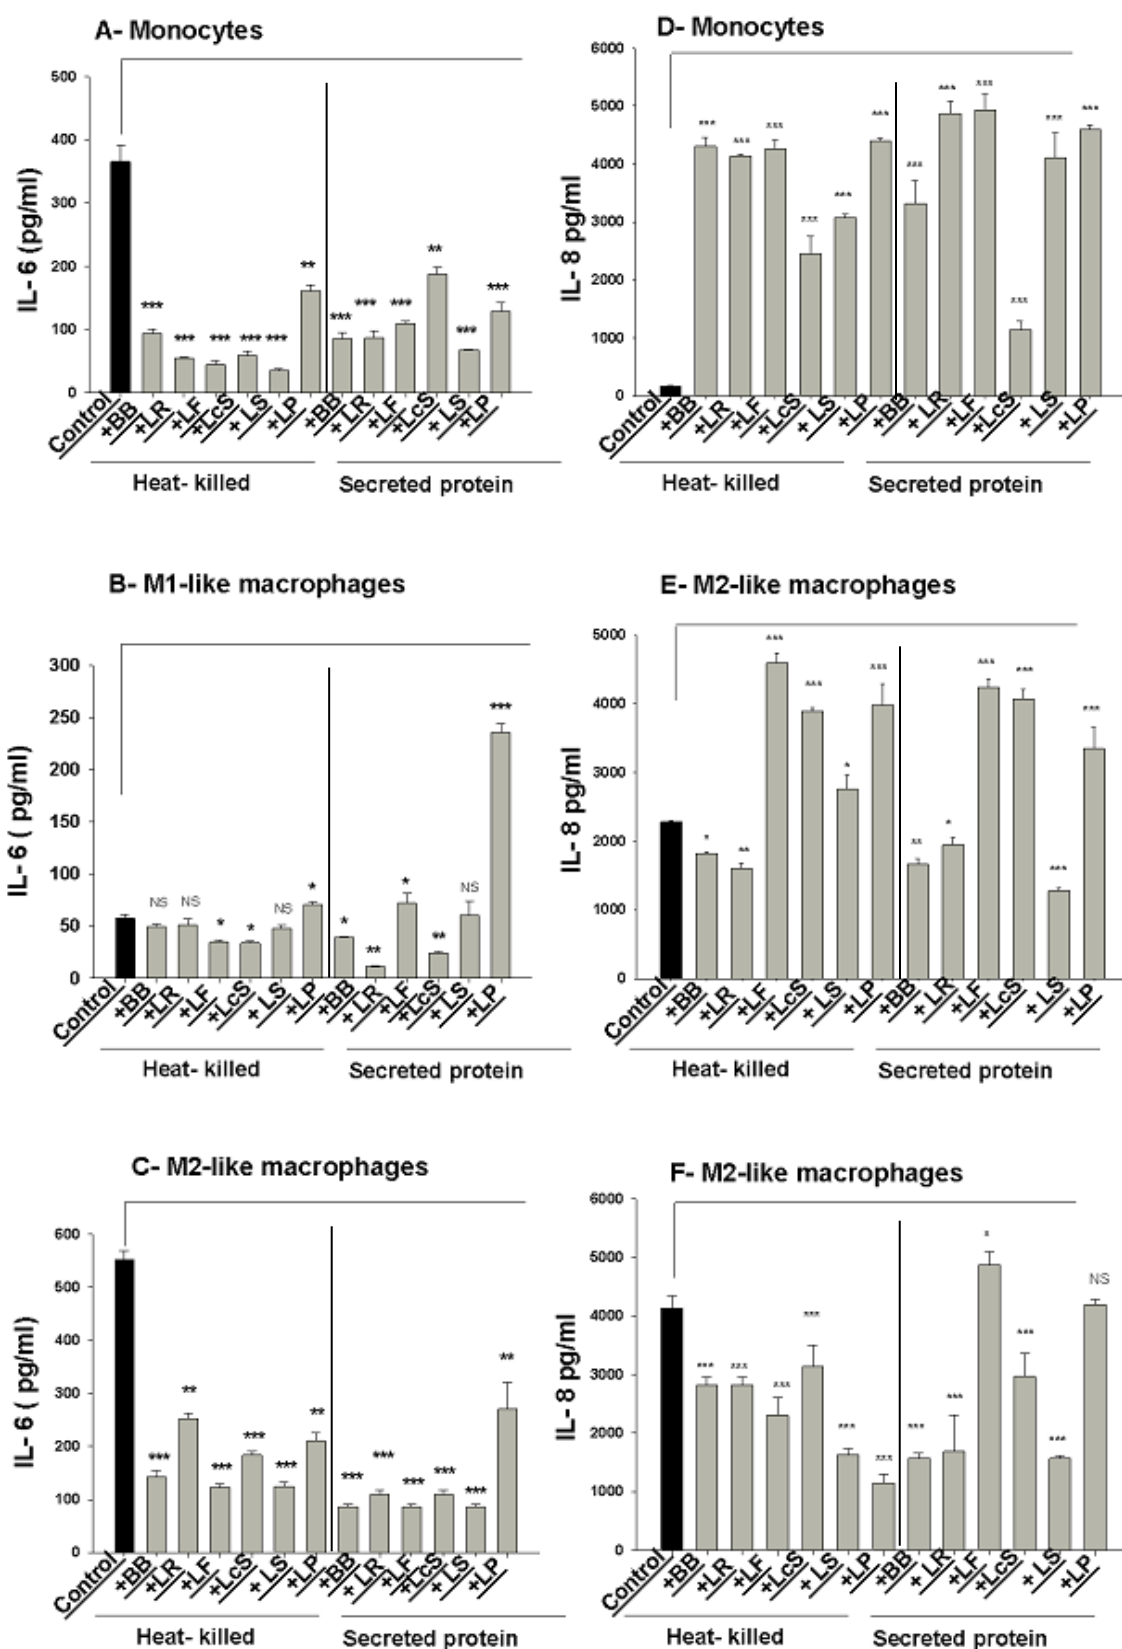 A- Monocytes
IL- 6 (pg/ml)
500
400
300
200
100
0
*** *** *** *** *** ** *** *** *** ** *** ***
Control +BB +LR +LF +LcS + LS +LP +BB + LR +LF +LcS + LS +LP
Heat- killed Secreted protein
D- Monocytes
IL- 8 pg/ml
6000
5000
4000
3000
2000
1000
0
*** *** *** *** *** *** *** *** *** *** *** ***
Control +BB +LR +LF +LcS + LS +LP +BB + LR +LF +LcS + LS +LP
Heat- killed Secreted protein
B- M1-like macrophages
IL- 6 ( pg/ml)
300
250
200
150
100
50
0
NS NS * * NS * * ** * ** NS ***
Control +BB +LR +LF +LcS + LS +LP +BB + LR +LF +LcS + LS +LP
Heat- killed Secreted protein
E- M2-like macrophages
IL- 8 pg/ml
5000
4000
3000
2000
1000
0
* ** *** *** * *** ** * *** *** *** ***
Control +BB +LR +LF +LcS + LS +LP +BB + LR +LF +LcS + LS +LP
Heat- killed Secreted protein
C- M2-like macrophages
IL- 6 ( pg/ml)
600
500
400
300
200
100
0
*** ** *** *** *** ** *** *** *** *** *** **
Control +BB +LR +LF +LcS + LS +LP +BB + LR +LF +LcS + LS +LP
Heat- killed Secreted protein
F- M2-like macrophages
IL- 8 pg/ml
6000
5000
4000
3000
2000
1000
0
*** *** *** *** *** *** *** *** * *** *** NS
Control +BB +LR +LF +LcS + LS +LP +BB + LR +LF +LcS + LS +LP
Heat- killed Secreted protein